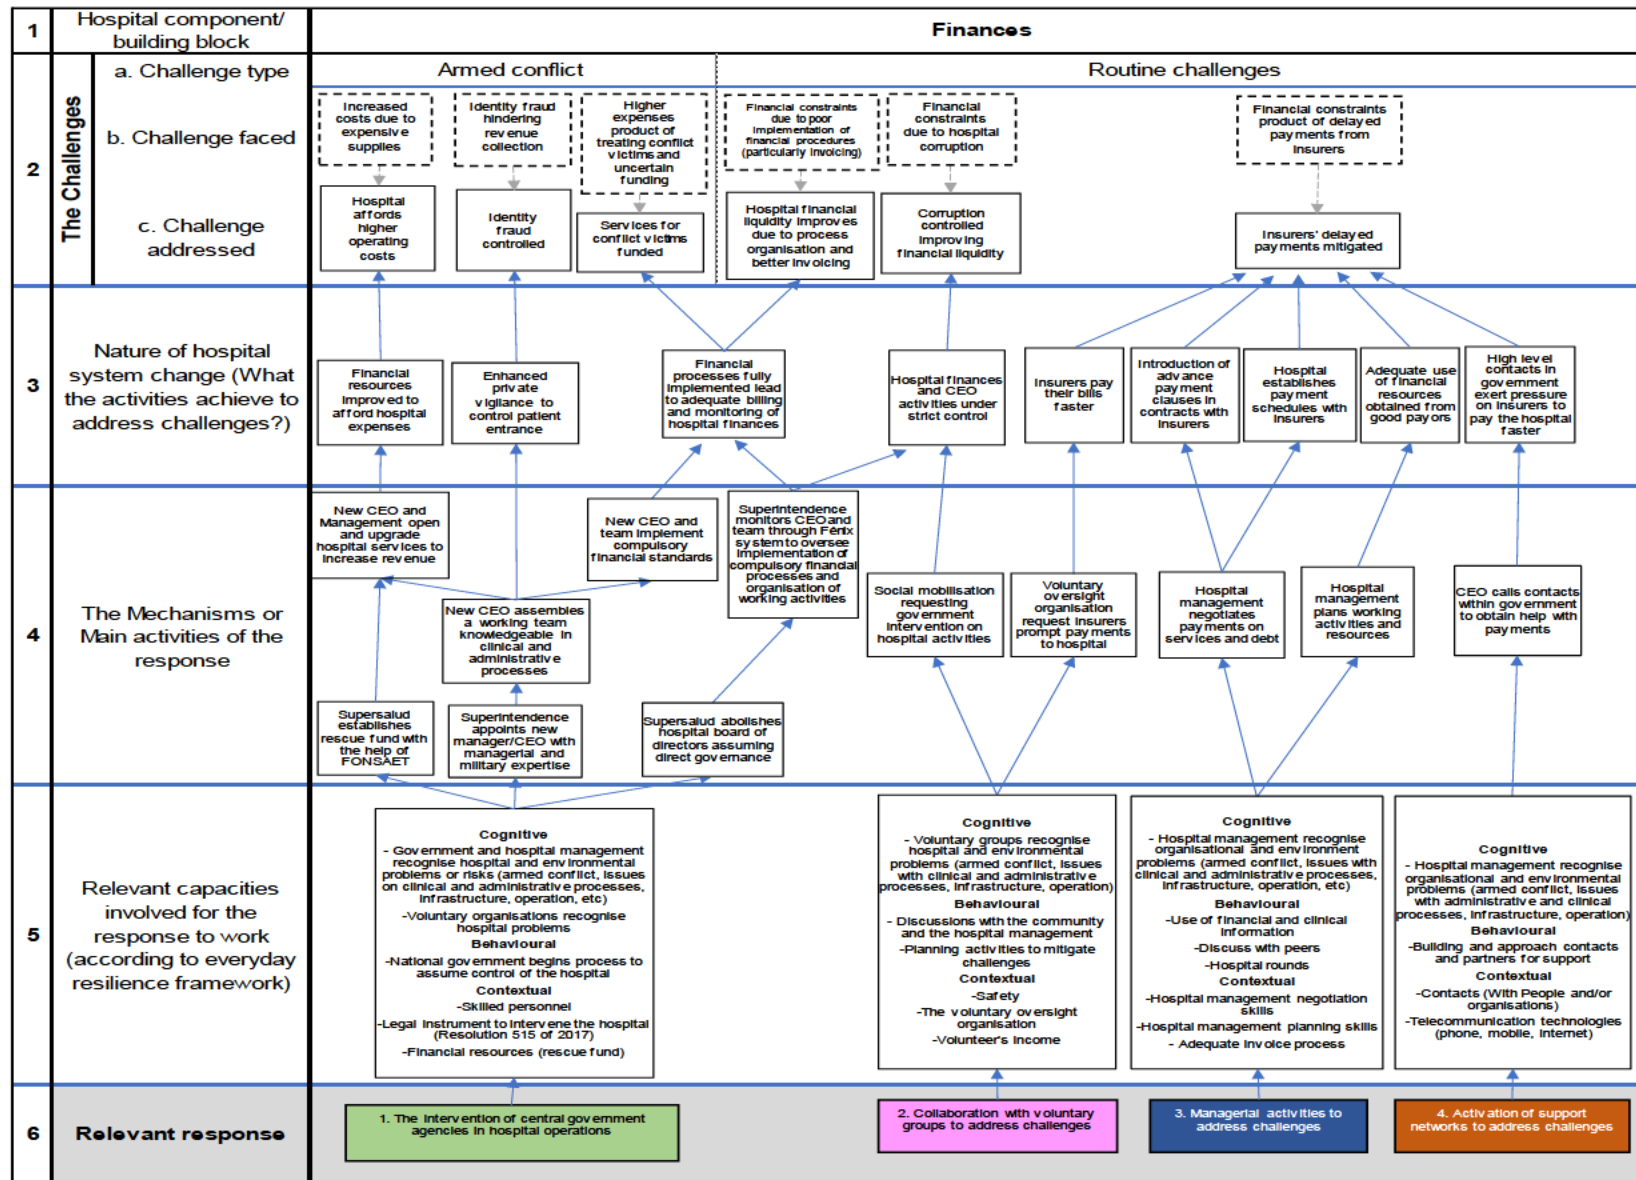 1
Hospital component/
building block
Finances
2
The Challenges
a. Challenge type
b. Challenge faced
c. Challenge
addressed
Armed conflict
Routine challenges
Increased
costs due to
expensive
supplies
Identity fraud
hindering
revenue
collection
Higher
expenses
product of
treating conflict
victims and
uncertain
funding
Financial constraints
due to poor
implementation of
financial procedures
(particularly invoicing)
Financial
constraints
due to hospital
corruption
Financial constraints
product of delayed
payments from
insurers
Hospital
affords
higher
operating
costs
Identity
fraud
controlled
Services for
conflict victims
funded
Hospital financial
liquidity improves
due to process
organisation and
better invoicing
Corruption
controlled
improving
financial liquidity
Insurers' delayed
payments mitigated
3
Nature of hospital
system change (What
the activities achieve to
address challenges?)
Financial
resources
improved to
afford hospital
expenses
Enhanced
private
vigilance to
control patient
entrance
Financial
processes fully
implemented lead
to adequate billing
and monitoring of
hospital finances
Hospital finances
and CEO
activities under
strict control
Insurers pay
their bills
faster
Introduction of
advance
payment
clauses in
contracts with
insurers
Hospital
establishes
payment
schedules with
insurers
Adequate use
of financial
resources
obtained from
good payors
High level
contacts in
government
exert pressure
on insurers to
pay the hospital
faster
4
The Mechanisms or
Main activities of the
response
New CEO and
Management open
and upgrade
hospital services to
increase revenue
New CEO and
team implement
compulsory
financial standards
Superintendence
monitors CEO and
team through Fénix
system to oversee
implementation of
compulsory financial
processes and
organisation of
working activities
New CEO assembles
a working team
knowledgeable in
clinical and
administrative
processes
Social mobilisation
requesting
government
intervention on
hospital activities
Voluntary
oversight
organisation
request insurers
prompt payments
to hospital
Hospital
management
negotiates
payments on
services and debt
Hospital
management
plans working
activities and
resources
CEO calls contacts
within government
to obtain help with
payments
Supersalud
establishes
rescue fund with
the help of
FONSAET
Superintendence
appoints new
manager/CEO with
managerial and
military expertise
Supersalud abolishes
hospital board of
directors assuming
direct governance
5
Relevant capacities
involved for the
response to work
(according to everyday
resilience framework)
Cognitive
- Government and hospital management
recognise hospital and environmental
problems or risks (armed conflict, issues
on clinical and administrative processes,
infrastructure, operation, etc)
-Voluntary organisations recognise
hospital problems
Behavioural
-National government begins process to
assume control of the hospital
Contextual
-Skilled personnel
-Legal instrument to intervene the hospital
(Resolution 515 of 2017)
-Financial resources (rescue fund)
Cognitive
- Voluntary groups recognise
hospital and environmental
problems (armed conflict, issues
with clinical and administrative
processes, infrastructure, operation)
Behavioural
- Discussions with the community
and the hospital management
-Planning activities to mitigate
challenges
Contextual
-Safety
-The voluntary oversight
organisation
-Volunteer's income
Cognitive
- Hospital management recognise
organisational and environment
problems (armed conflict, issues with
clinical and administrative processes,
infrastructure, operation, etc)
Behavioural
-Use of financial and clinical
information
-Discuss with peers
-Hospital rounds
Contextual
-Hospital management negotiation
skills
-Hospital management planning skills
- Adequate invoice process
Cognitive
- Hospital management recognise
organisational and environmental
problems (armed conflict, issues
with administrative and clinical
processes, infrastructure, operation)
Behavioural
-Building and approach contacts
and partners for support
Contextual
-Contacts (With People and/or
organisations)
-Telecommunication technologies
(phone, mobile, internet)
6
Relevant response
1. The intervention of central government
agencies in hospital operations
2. Collaboration with voluntary
groups to address challenges
3. Managerial activities to
address challenges
4. Activation of support
networks to address challenges